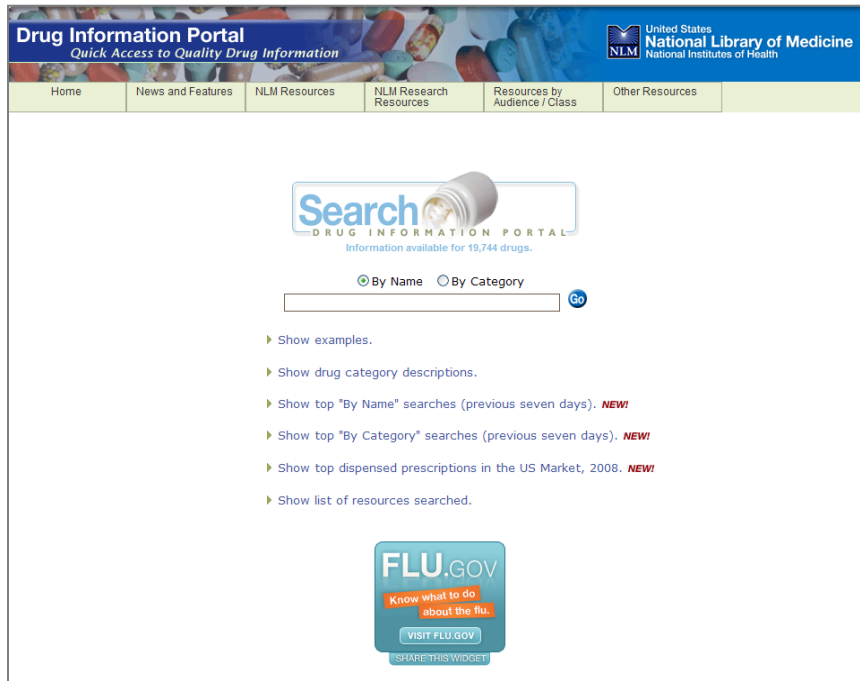 Drug Information Portal
Quick Access to Quality Drug Information
NLM
United States
National Library of Medicine
National Institutes of Health
Home
News and Features
NLM Resources
NLM Research
Resources
Resources by
Audience / Class
Other Resources
Search
DRUG INFORMATION PORTAL
Information available for 19,744 drugs.
By Name By Category
Go
Show examples.
Show drug category descriptions.
Show top "By Name" searches (previous seven days). NEW!
Show top "By Category" searches (previous seven days). NEW!
Show top dispensed prescriptions in the US Market, 2008. NEW!
Show list of resources searched.
FLU.GOV
Know what to do
about the flu.
VISIT FLU.GOV
SHARE THIS WIDGET